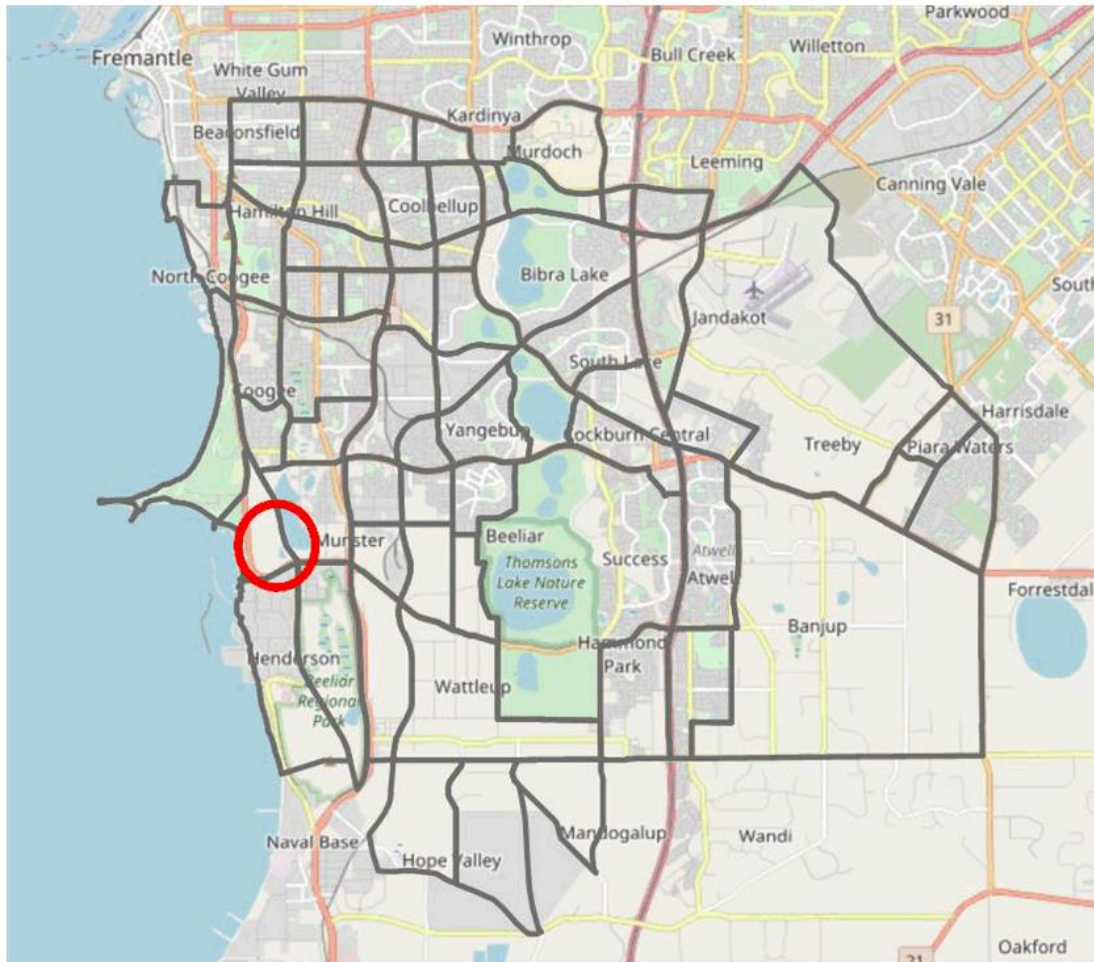 Parkwood
Fremantle
Winthrop
Bull Creek
Willetton
White Gum
Valley
Kardinya
Beaconsfield
Murdoch
Leeming
Canning Vale
Coolbellup
Hamilton Hill
North Coogee
Bibra Lake
South
Jandakot
31
South Lake
Coogee
Harrisdale
Yangebup
Cockburn Central
Treeby
Piara Waters
Munster
Beeliar
Success
Atwell
Thomsons
Lake Nature
Reserve
Atwell
Forrestdal
Banjup
Hammond
Park
Henderson
Wattleup
Beeliar
Regional
Park
Naval Base
Hope Valley
Mandogalup
Wandi
Oakford
21